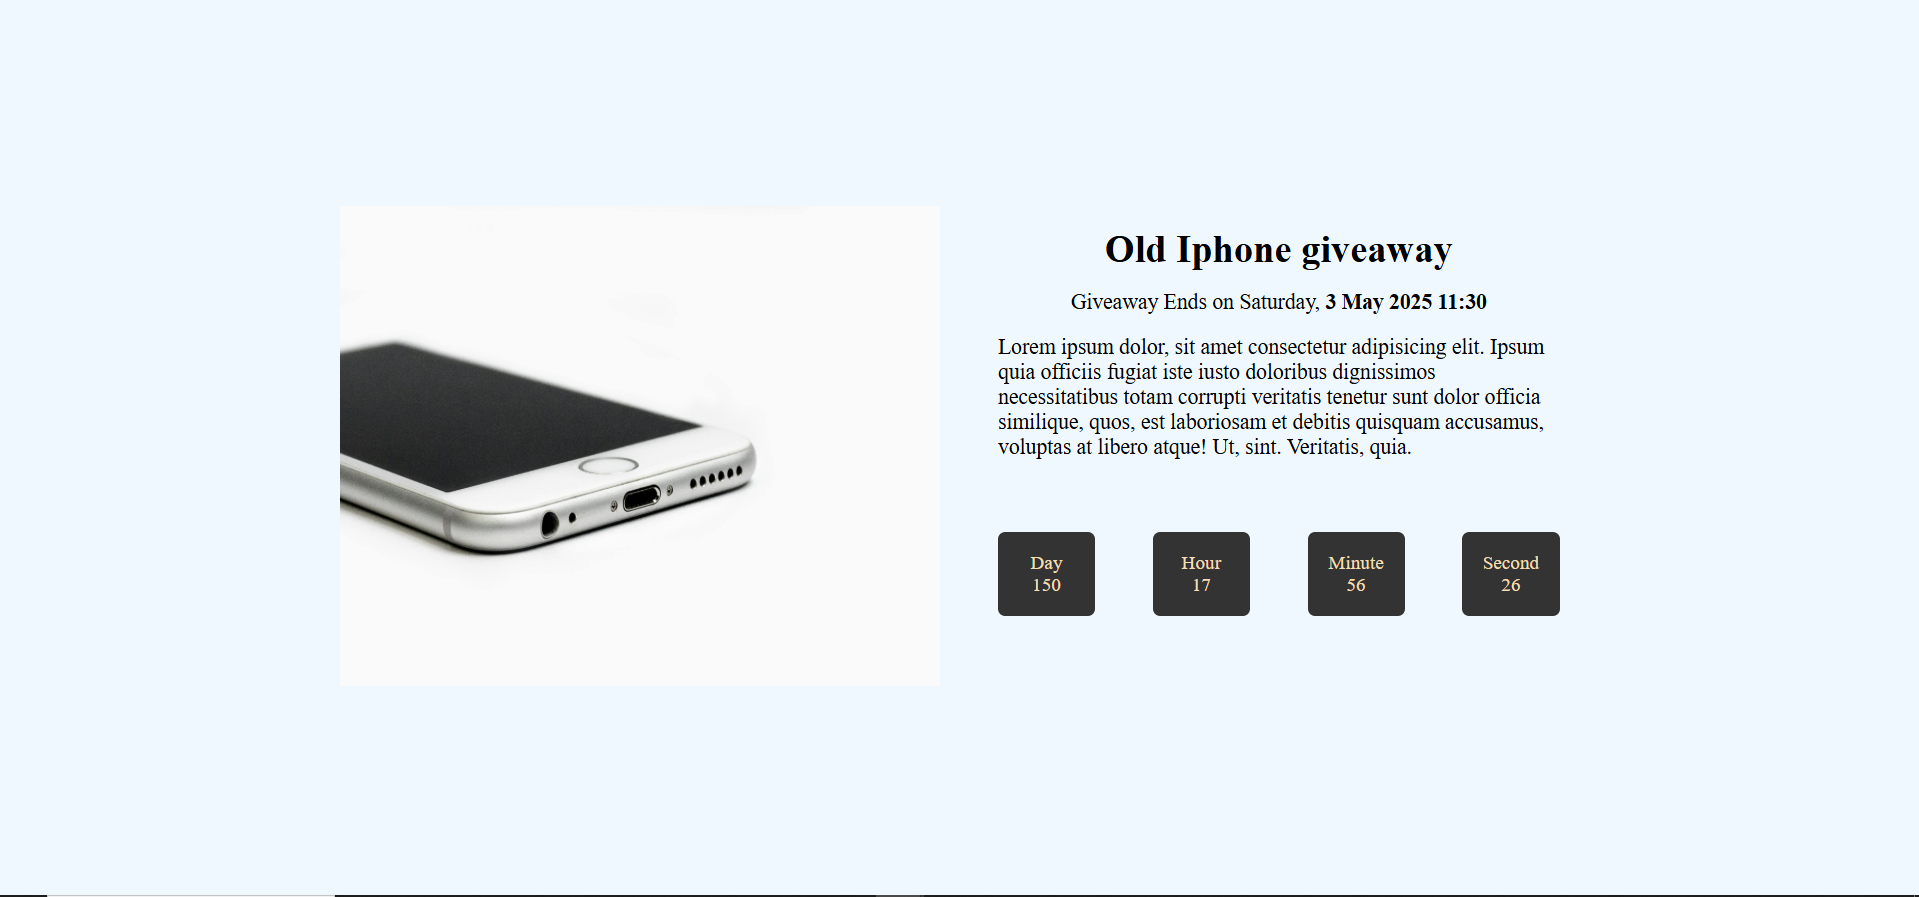 Old Iphone giveaway
Giveaway Ends on Saturday, 3 May 2025 11:30
Lorem ipsum dolor, sit amet consectetur adipisicing elit. Ipsum
quia officiis fugiat iste iusto doloribus dignissimos
necessitatibus totam corrupti veritatis tenetur sunt dolor officia
similique, quos, est laboriosam et debitis quisquam accusamus,
voluptas at libero atque! Ut, sint. Veritatis, quia.
Day
150
Hour
17
Minute
56
Second
26